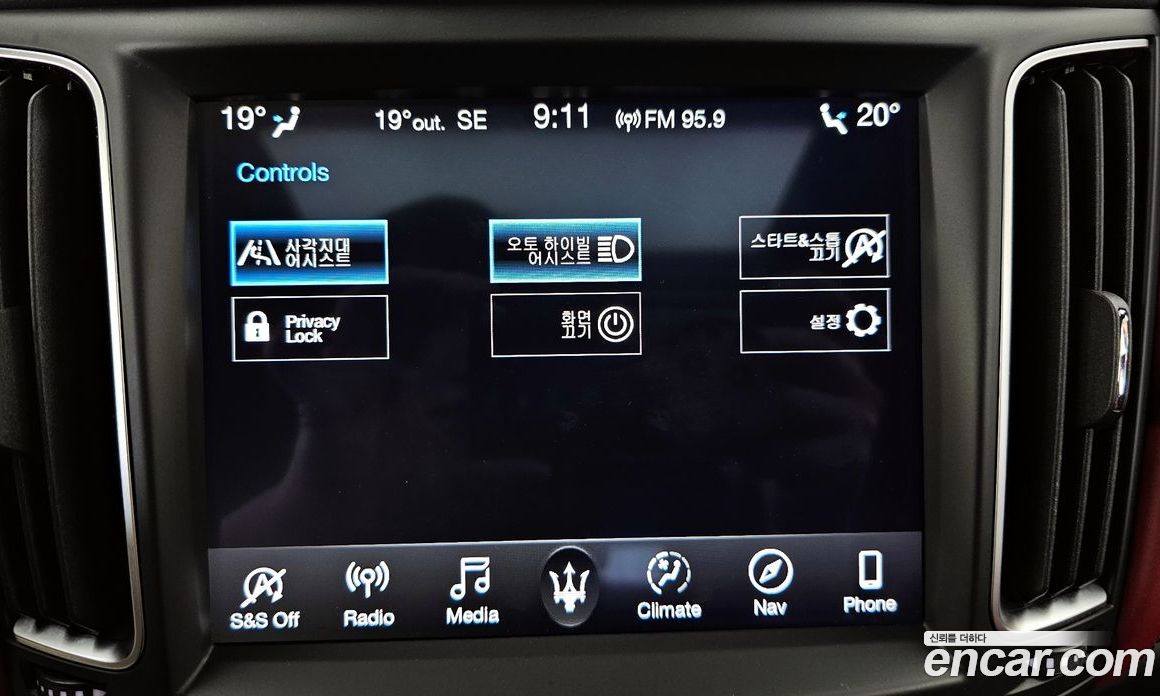 19° 19°out. SE 9:11 FM 95.9 20°
Controls
사각지대
어시스트
오토 하이빔
어시스트
스타트&스톱
끄기
Privacy
Lock
화면
끄기
설정
S&S Off
Radio
Media
Climate
Nav
Phone
신뢰를 더하다
encar.com